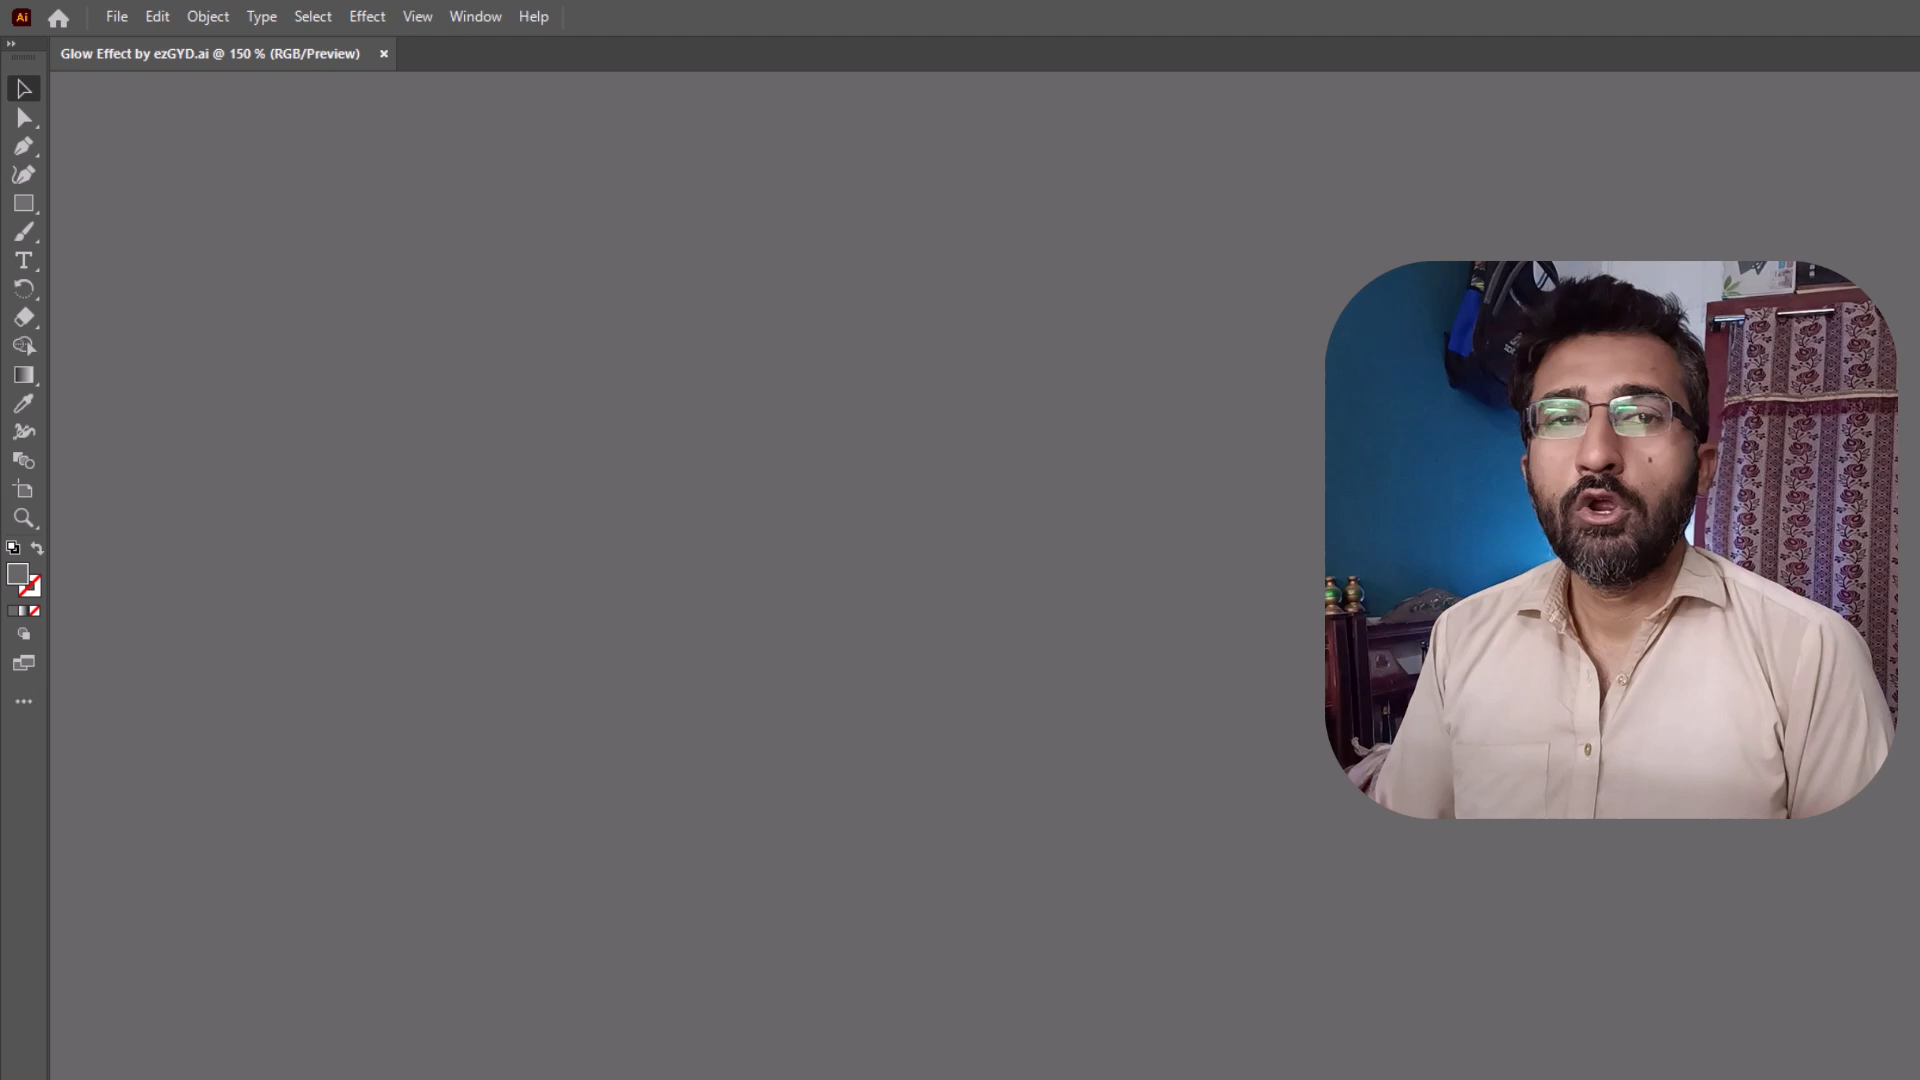 Ai
File Edit Object Type Select Effect View Window Help
Glow Effect by ezGYD.ai @ 150 % (RGB/Preview) ×